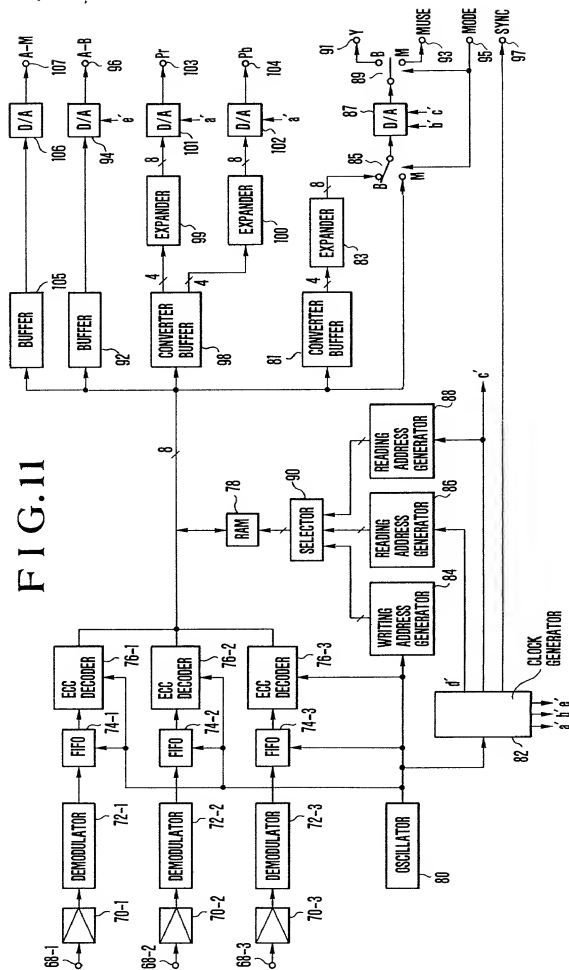 FIG.11
68-1
70-1
DEMODULATOR
72-1
FIFO
74-1
ECC
DECODER
76-1
68-2
70-2
DEMODULATOR
72-2
FIFO
74-2
ECC
DECODER
76-2
68-3
70-3
DEMODULATOR
72-3
FIFO
74-3
ECC
DECODER
76-3
OSCILLATOR
80
82
CLOCK
GENERATOR
a'
b'
e'
d'
c'
8
RAM
78
SELECTOR
90
WRITING
ADDRESS
GENERATOR
84
READING
ADDRESS
GENERATOR
86
READING
ADDRESS
GENERATOR
88
BUFFER
105
D/A
106
A-M
107
BUFFER
92
D/A
94
e'
A-B
96
CONVERTER
BUFFER
98
4
4
EXPANDER
99
8
D/A
101
a'
Pr
103
EXPANDER
100
8
D/A
102
a'
Pb
104
CONVERTER
BUFFER
81
4
EXPANDER
83
8
B
M
85
D/A
87
b'
c'
89
B
M
Y
91
MUSE
93
MODE
95
SYNC
97